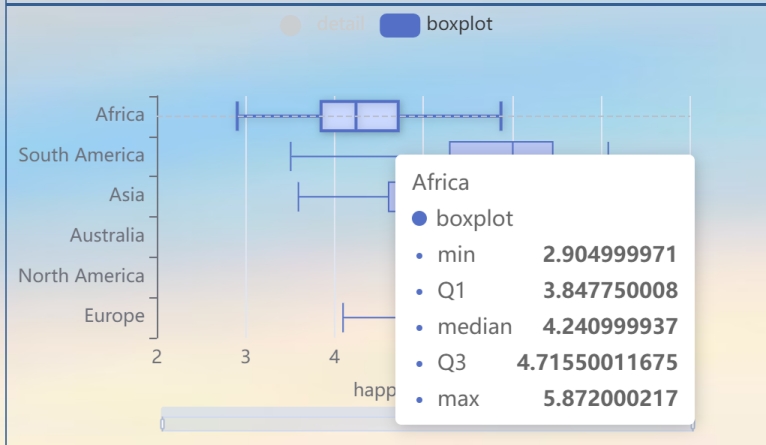 detail boxplot
Africa
South America
Asia
Australia
North America
Europe
2 3 4
happ
Africa
boxplot
min 2.904999971
Q1 3.847750008
median 4.240999937
Q3 4.71550011675
max 5.872000217